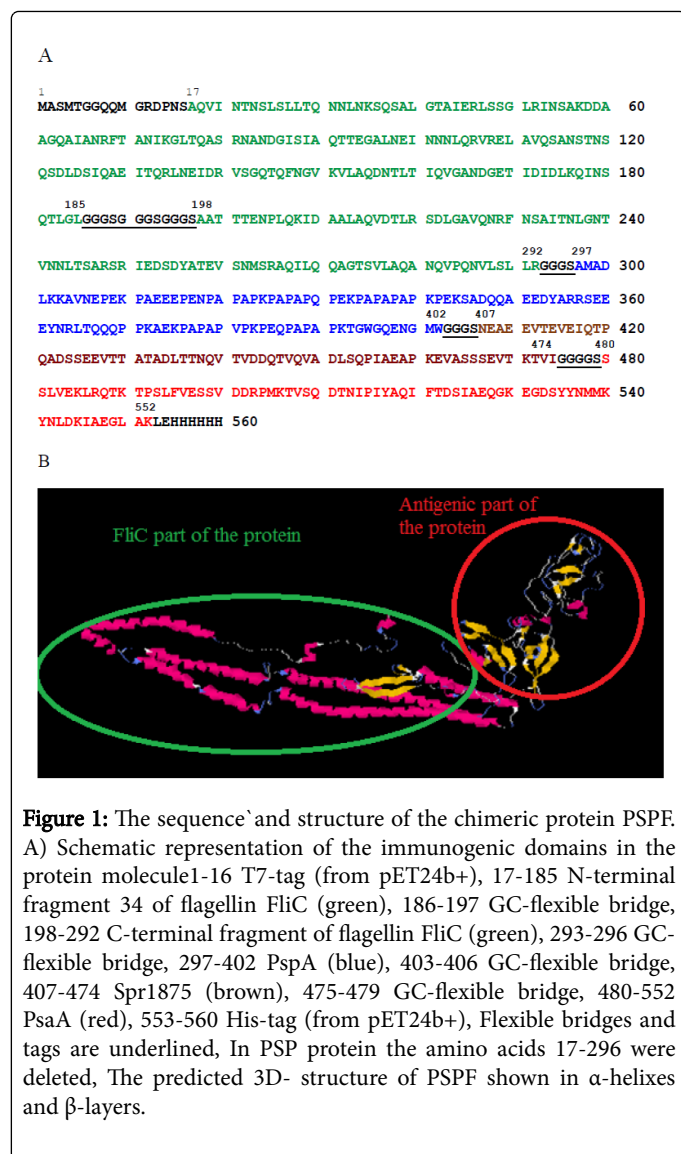 A
1 17
MASMTGGQQM GRDPNSAQVI NTNSLSLLTQ NNLNKSQSAL GTAIERLSSG LRINSAKDDA 60
AGQAIANRFT ANIKGLTQAS RNANDGISIA QTTEGALNEI NNNLQRVREL AVQSANSTNS 120
QSDLDSIQAE ITQRLNEIDR VSGQTQFNGV KVLAQDNTLT IQVGANDGET IDIDLKQINS 180
185 198
QTLGLGGGSG GGSGGGSAAT TTENPLQKID AALAQVDTLR SDLGAVQNRF NSAITNLGNT 240
292 297
VNNLTSARSR IEDSDYATEV SNMSRAQILQ QAGTSVLAQA NQVPQNVLSL LRGGGSAMAD 300
LKKAVNEPEK PAEEEPENPA PAPKPAPAPQ PEKPAPAPAP KPEKSADQQA EEDYARRSEE 360
402 407
EYNRLTQQQP PKAEKPAPAP VPKPEQPAPA PKTGWGQENG MWGGGSNEAE EVTEVEIQTP 420
474 480
QADSSEEVTT ATADLTTNQV TVDDQTVQVA DLSQPIAEAP KEVASSSEVT KTVIGGGGSS 480
SLVEKLRQTK TPSLFVESSV DDRPMKTVSQ DTNIPIYAQI FTDSIAEQGK EGDSYYNMMK 540
552
YNLDKIAEGL AKLEHHHHHH 560
B
FliC part of the protein
Antigenic part of
the protein
Figure 1: The sequence`and structure of the chimeric protein PSPF.
A) Schematic representation of the immunogenic domains in the
protein molecule1-16 T7-tag (from pET24b+), 17-185 N-terminal
fragment 34 of flagellin FliC (green), 186-197 GC-flexible bridge,
198-292 C-terminal fragment of flagellin FliC (green), 293-296 GC-
flexible bridge, 297-402 PspA (blue), 403-406 GC-flexible bridge,
407-474 Spr1875 (brown), 475-479 GC-flexible bridge, 480-552
PsaA (red), 553-560 His-tag (from pET24b+), Flexible bridges and
tags are underlined, In PSP protein the amino acids 17-296 were
deleted, The predicted 3D- structure of PSPF shown in α-helixes
and β-layers.